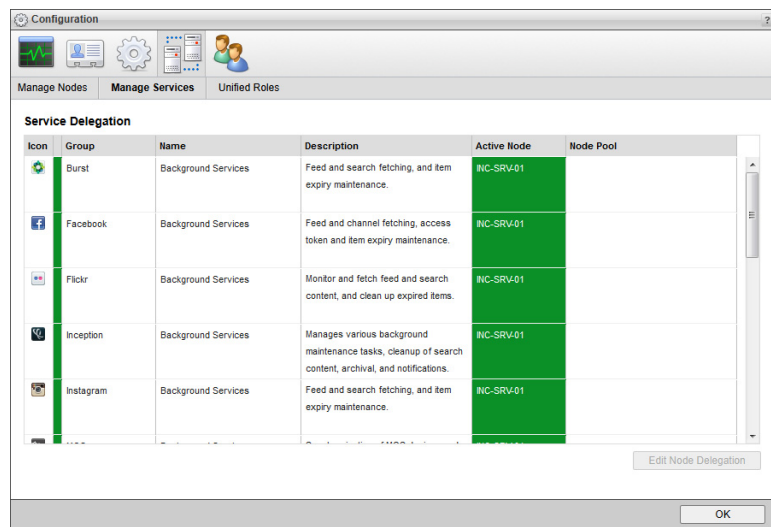 Configuration
?
Manage Nodes Manage Services Unified Roles
Service Delegation
Icon Group Name Description Active Node Node Pool
Burst Background Services Feed and search fetching, and item INC-SRV-01
expiry maintenance.
Facebook Background Services Feed and channel fetching, access INC-SRV-01
token and item expiry maintenance.
Flickr Background Services Monitor and fetch feed and search INC-SRV-01
content, and clean up expired items.
Inception Background Services Manages various background INC-SRV-01
maintenance tasks, cleanup of search
content, archival, and notifications.
Instagram Background Services Feed and search fetching, and item INC-SRV-01
expiry maintenance.
Edit Node Delegation
OK